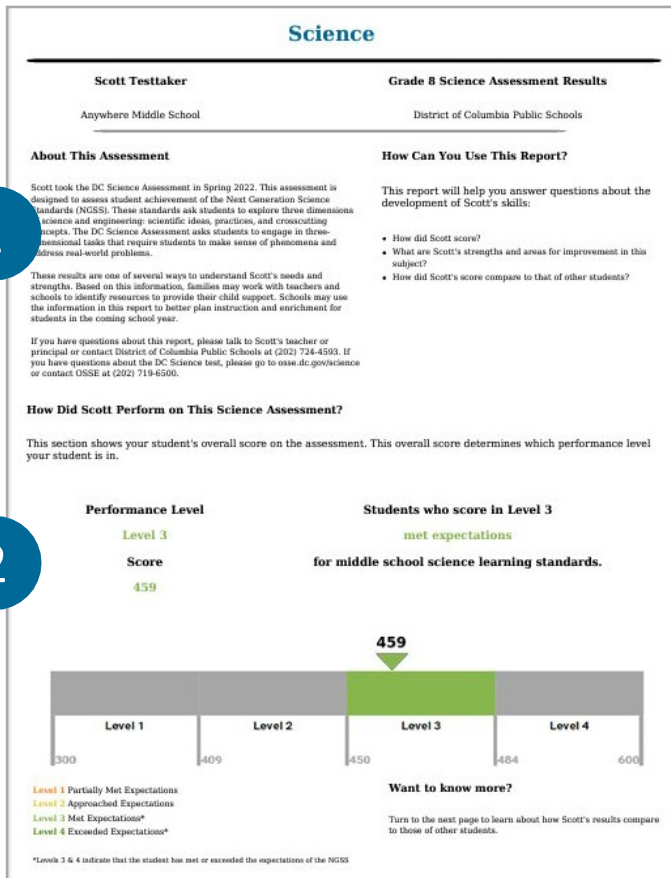 Science
Scott Testtaker
Grade 8 Science Assessment Results
Anywhere Middle School
District of Columbia Public Schools
About This Assessment
Scott took the DC Science Assessment in Spring 2022. This assessment is
designed to assess student achievement of the Next Generation Science
Standards (NGSS). These standards ask students to explore three dimensions
science and engineering: scientific ideas, practices, and crosscutting
The DC Science Assessment asks students to engage in three-
tasks that require students to make sense of phenomena and
real-world problems.
These results are one of several ways to understand Scott's needs and
strengths. Based on this information, families may work with teachers and
schools to identify resources to provide their child support. Schools may use
the information in this report to better plan instruction and enrichment for
students in the coming school year.
If you have questions about this report, please talk to Scott's teacher or
principal or contact District of Columbia Public Schools at (202) 724-4593. If
you have questions about the DC Science test, please go to osse.dc.gov/science
or contact OSSE at (202) 719-6500.
How Can You Use This Report?
This report will help you answer questions about the
development of Scott's skills:
• How did Scott score?
• What are Scott's strengths and areas for improvement in this
subject?
• How did Scott's score compare to that of other students?
How Did Scott Perform on This Science Assessment?
This section shows your student's overall score on the assessment. This overall score determines which performance level
your student is in.
Performance Level
Level 3
Score
459
Students who score in Level 3
met expectations
for middle school science learning standards.
2
459
Level 1 Level 2 Level 3 Level 4
300 409 450 484 600
Level 1 Partially Met Expectations
Level 2 Approached Expectations
Level 3 Met Expectations*
Level 4 Exceeded Expectations*
Want to know more?
Turn to the next page to learn about how Scott's results compare
to those of other students.
*Levels 3 & 4 indicate that the student has met or exceeded the expectations of the NGSS